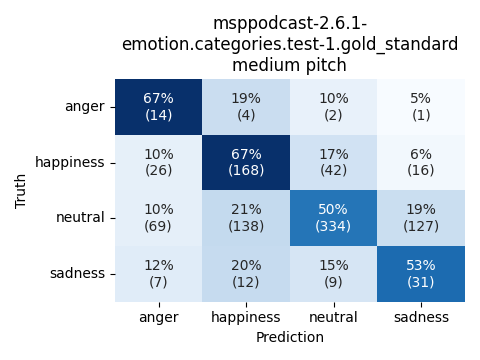 msppodcast-2.6.1-
emotion.categories.test-1.gold_standard
medium pitch
Truth
anger
67%
(14)
19%
(4)
10%
(2)
5%
(1)
happiness
10%
(26)
67%
(168)
17%
(42)
6%
(16)
neutral
10%
(69)
21%
(138)
50%
(334)
19%
(127)
sadness
12%
(7)
20%
(12)
15%
(9)
53%
(31)
anger
happiness
neutral
sadness
Prediction